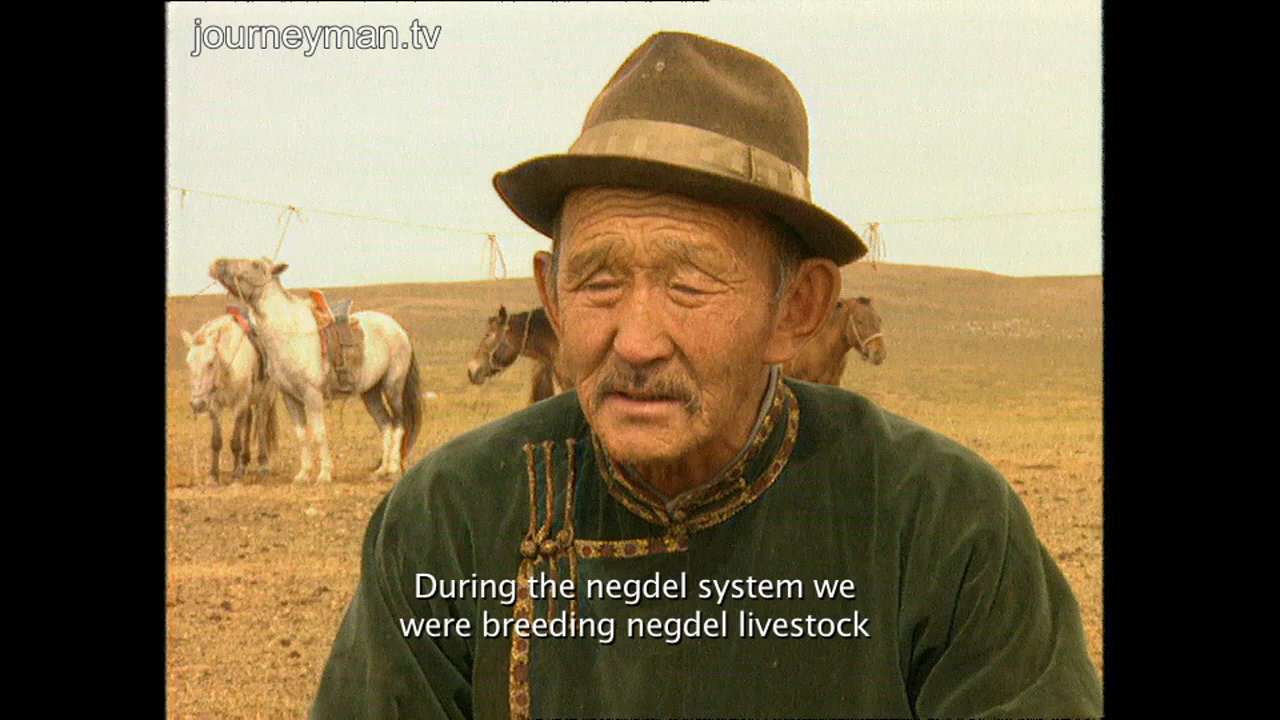 journeyman.tv
During the negdel system we
were breeding negdel livestock